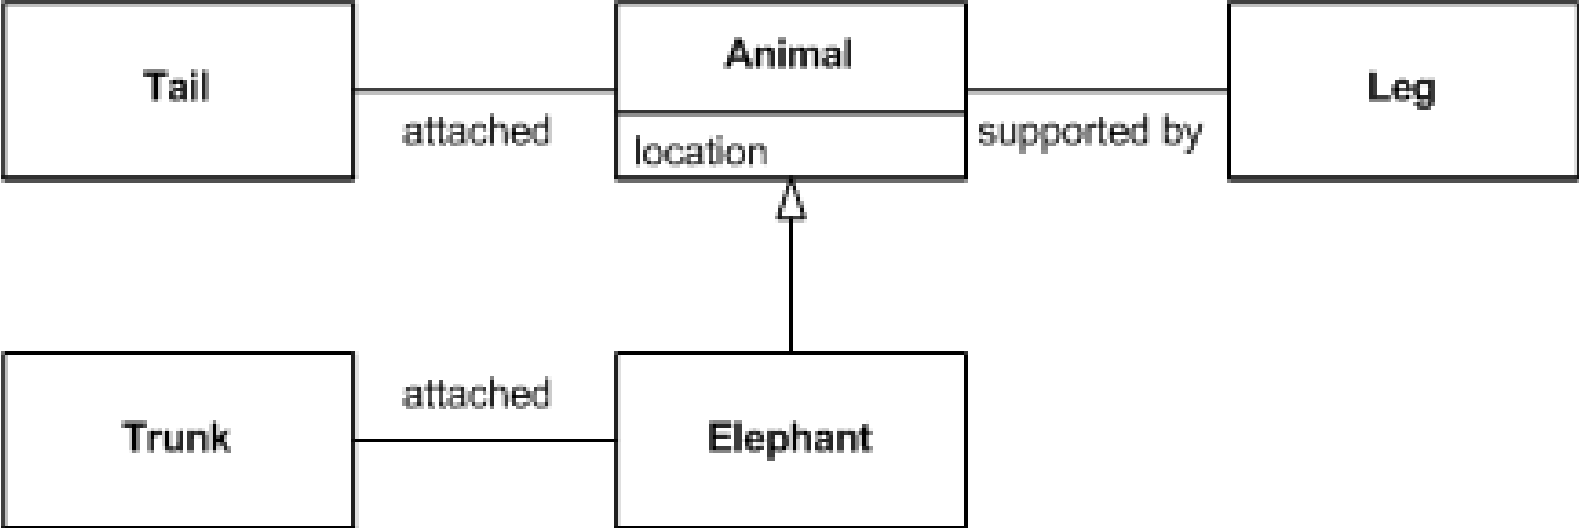 Tail
attached
Animal
location
supported by
Leg
Trunk
attached
Elephant